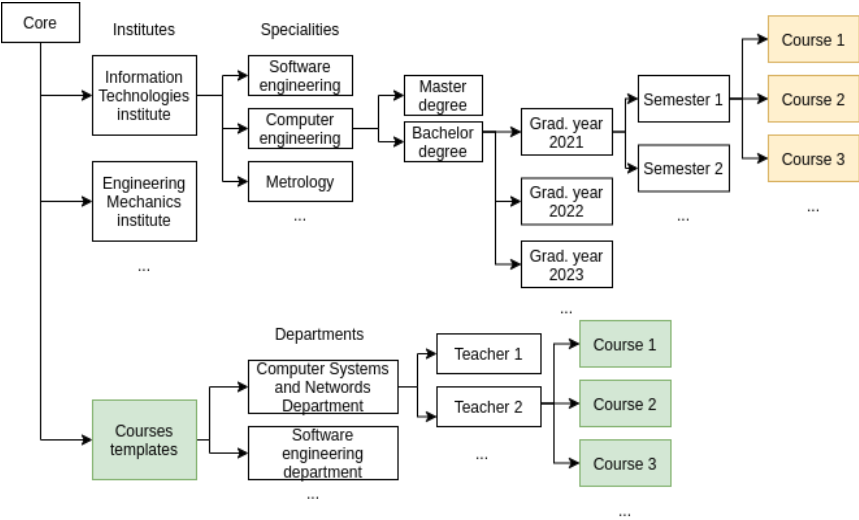 Core
Institutes
Specialities
Information
Technologies
institute
Software
engineering
Computer
engineering
Metrology
...
Master
degree
Bachelor
degree
Grad. year
2021
Grad. year
2022
Grad. year
2023
...
Semester 1
Semester 2
...
Course 1
Course 2
Course 3
...
Engineering
Mechanics
institute
...
Courses
templates
Departments
Computer Systems
and Networds
Department
Software
engineering
department
...
Teacher 1
Teacher 2
...
Course 1
Course 2
Course 3
...